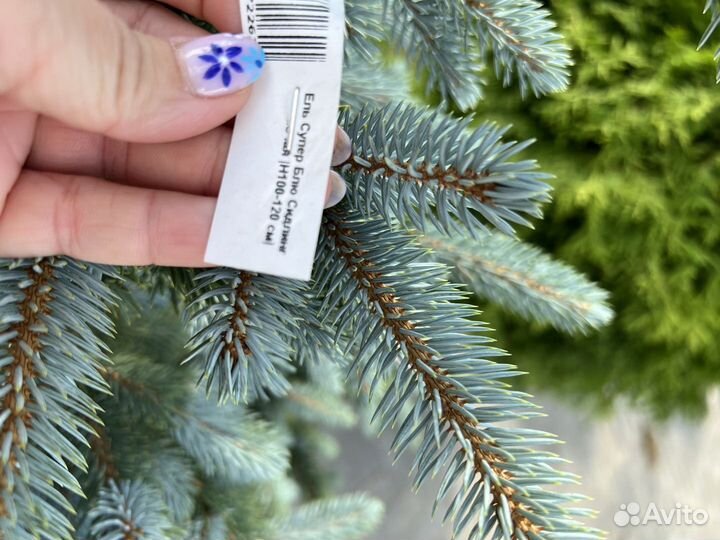 Ель Супер Блю Сидлинг
|H100-120 см|
Avito